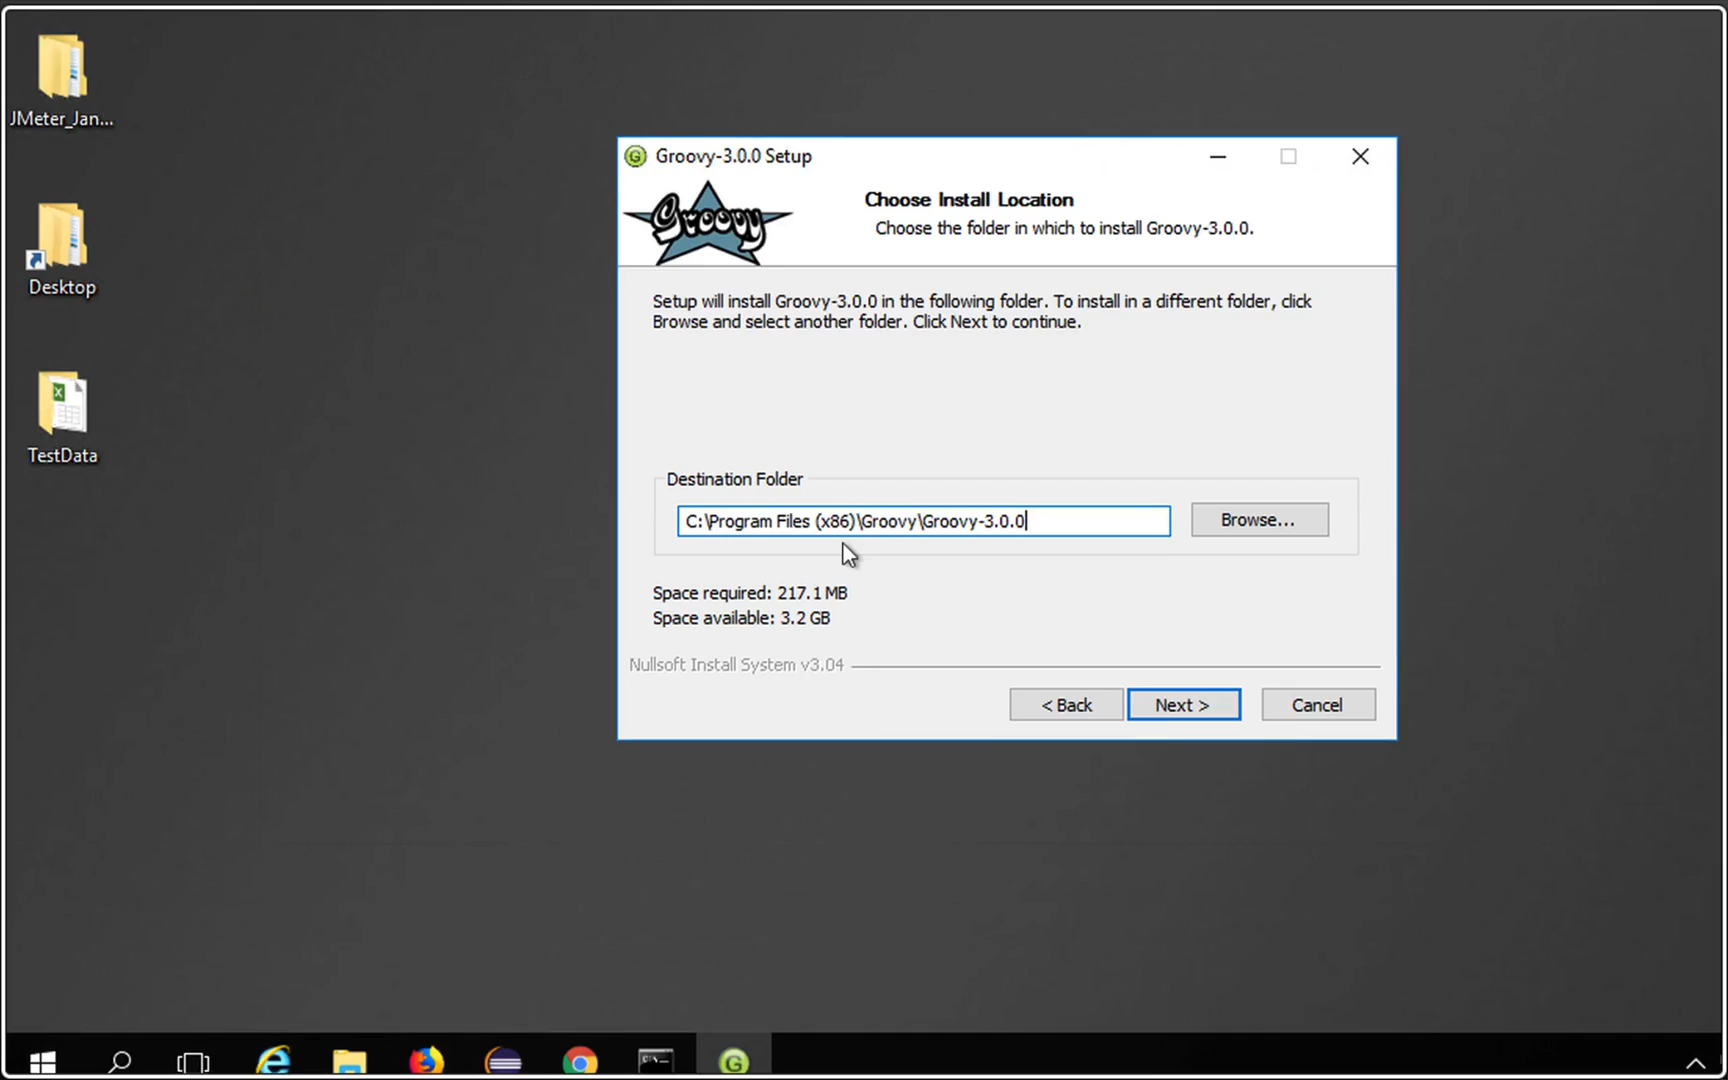 JMeter_Jan...
Desktop
TestData
Groovy-3.0.0 Setup
Groovy
Choose Install Location
Choose the folder in which to install Groovy-3.0.0.
Setup will install Groovy-3.0.0 in the following folder. To install in a different folder, click
Browse and select another folder. Click Next to continue.
Destination Folder
C:\Program Files (x86)\Groovy\Groovy-3.0.0
Browse...
Space required: 217.1 MB
Space available: 3.2 GB
Nullsoft Install System v3.04
< Back
Next >
Cancel